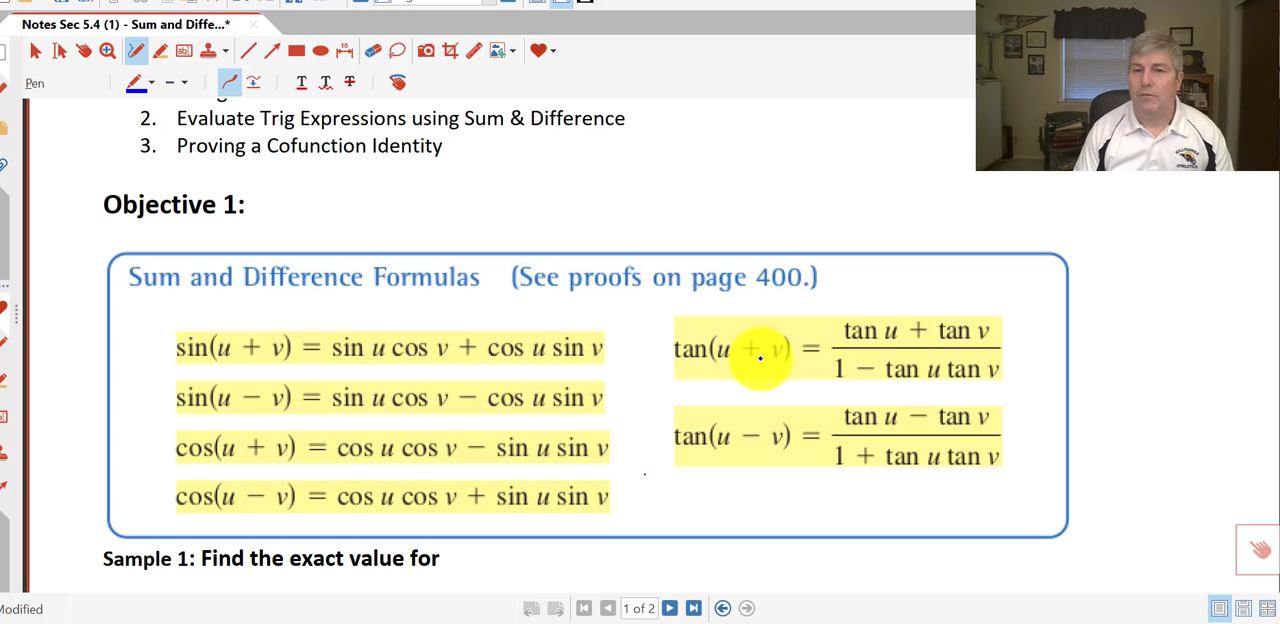 Notes Sec 5.4 (1) - Sum and Diffe...*
Pen
2. Evaluate Trig Expressions using Sum & Difference
3. Proving a Cofunction Identity
Objective 1:
Sum and Difference Formulas (See proofs on page 400.)
sin(u + v) = sin u cos v + cos u sin v
sin(u − v) = sin u cos v − cos u sin v
cos(u + v) = cos u cos v − sin u sin v
cos(u − v) = cos u cos v + sin u sin v
tan(u + v) = (tan u + tan v) / (1 − tan u tan v)
tan(u − v) = (tan u − tan v) / (1 + tan u tan v)
Sample 1: Find the exact value for
Modified
1 of 2